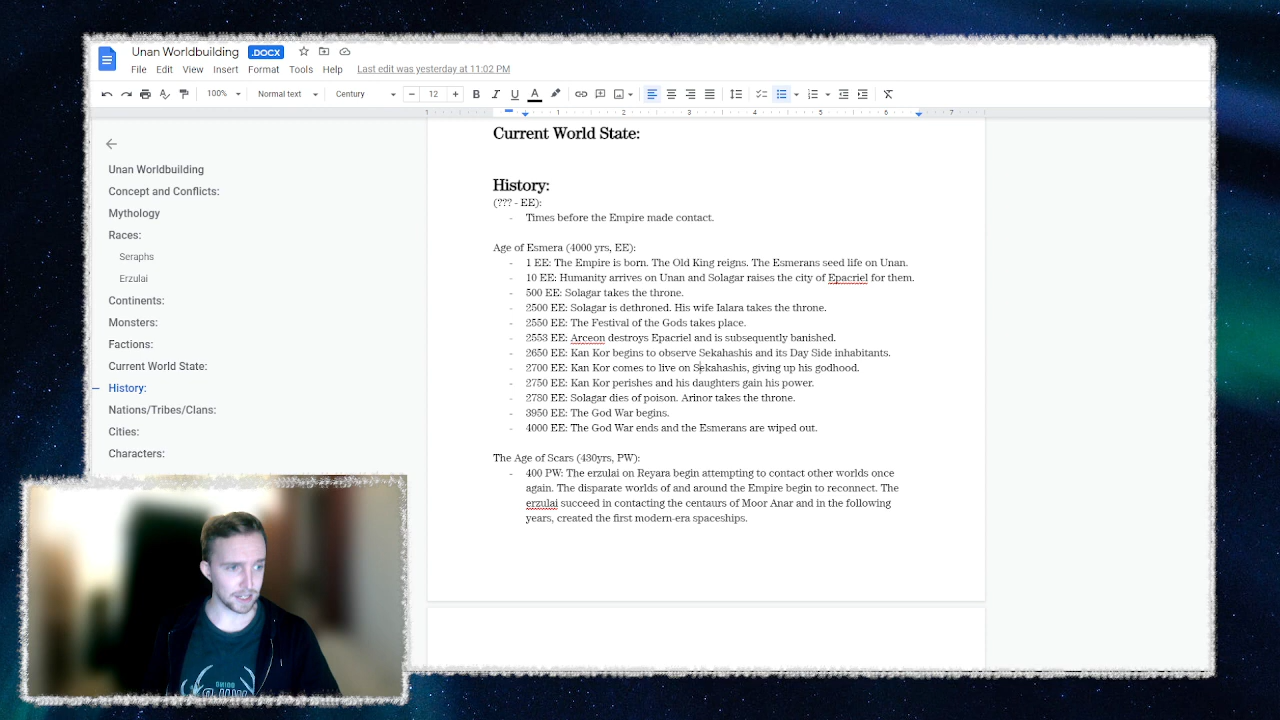 Unan Worldbuilding .DOCX
File Edit View Insert Format Tools Help Last edit was yesterday at 11:02 PM
100% Normal text Century 12
1 1 2 3 4 5 6 7
Unan Worldbuilding
Concept and Conflicts:
Mythology
Races:
Seraphs
Erzulai
Continents:
Monsters:
Factions:
Current World State:
History:
Nations/Tribes/Clans:
Cities:
Characters:
Current World State:
History:
(??? - EE):
- Times before the Empire made contact.
Age of Esmera (4000 yrs, EE):
- 1 EE: The Empire is born. The Old King reigns. The Esmerans seed life on Unan.
- 10 EE: Humanity arrives on Unan and Solagar raises the city of Epacriel for them.
- 500 EE: Solagar takes the throne.
- 2500 EE: Solagar is dethroned. His wife Ialara takes the throne.
- 2550 EE: The Festival of the Gods takes place.
- 2553 EE: Arceon destroys Epacriel and is subsequently banished.
- 2650 EE: Kan Kor begins to observe Sekahashis and its Day Side inhabitants.
- 2700 EE: Kan Kor comes to live on Sekahashis, giving up his godhood.
- 2750 EE: Kan Kor perishes and his daughters gain his power.
- 2780 EE: Solagar dies of poison. Arinor takes the throne.
- 3950 EE: The God War begins.
- 4000 EE: The God War ends and the Esmerans are wiped out.
The Age of Scars (430yrs, PW):
- 400 PW: The erzulai on Reyara begin attempting to contact other worlds once
again. The disparate worlds of and around the Empire begin to reconnect. The
erzulai succeed in contacting the centaurs of Moor Anar and in the following
years, created the first modern-era spaceships.